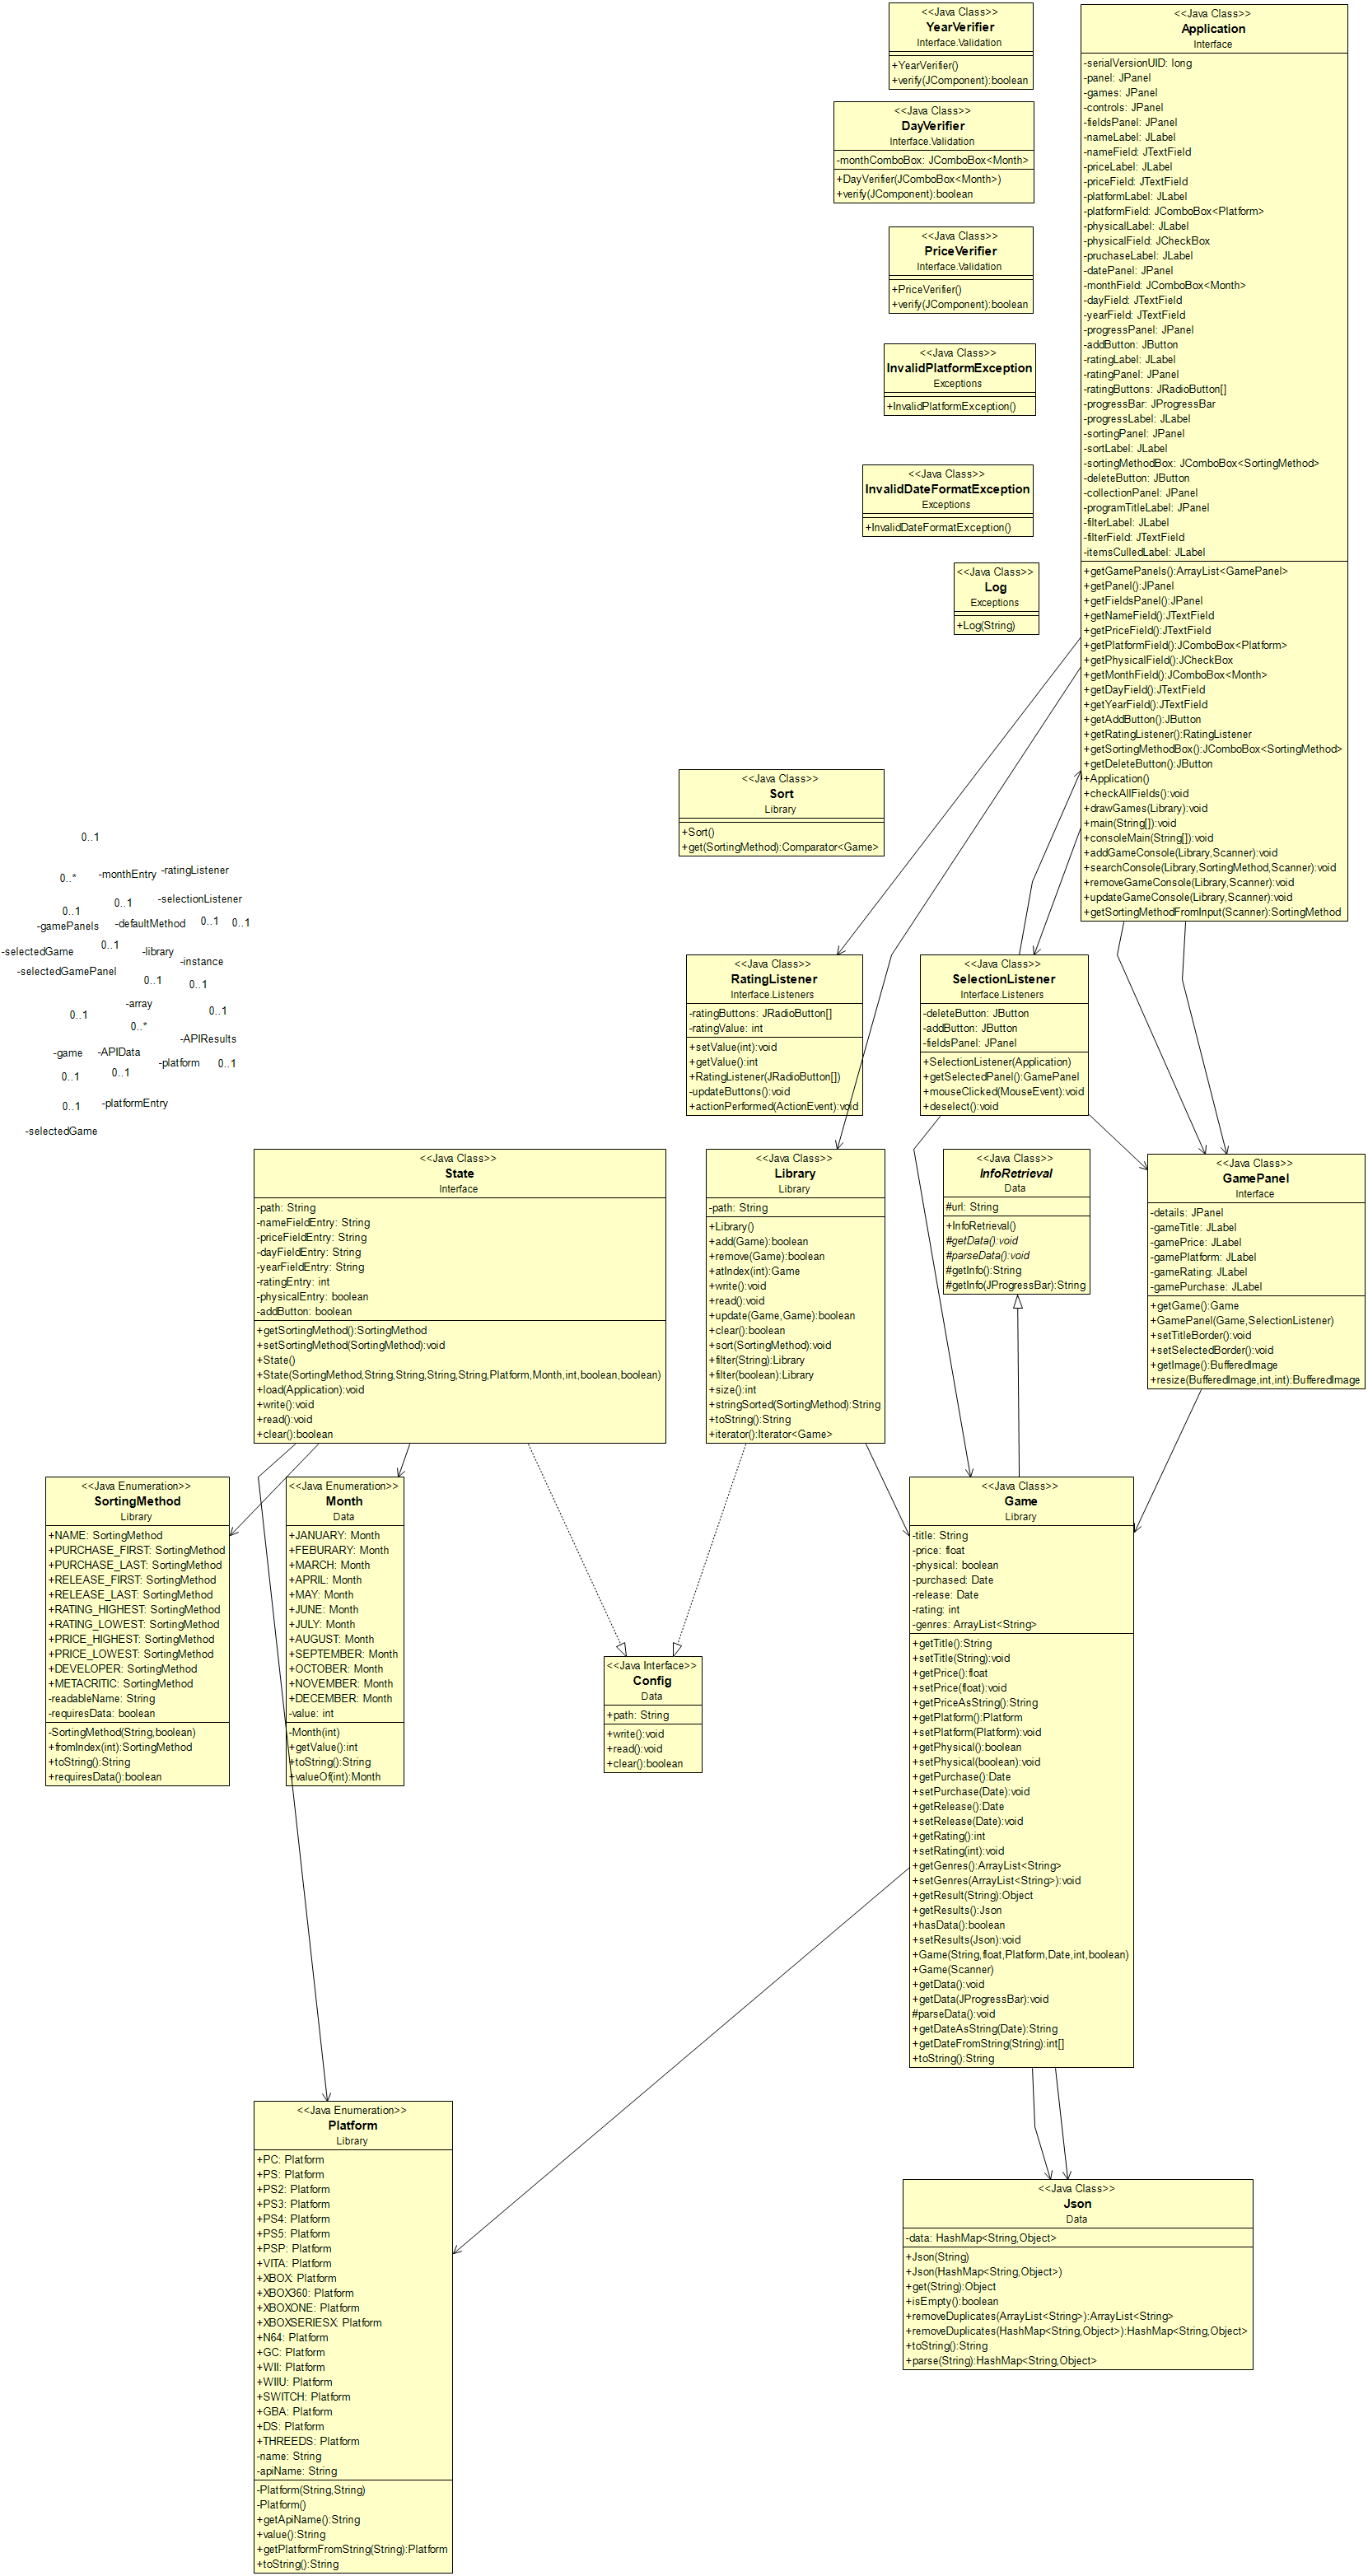 <<Java Class>>
YearVerifier
Interface.Validation
+YearVerifier()
+verify(JComponent):boolean
<<Java Class>>
DayVerifier
Interface.Validation
-monthComboBox: JComboBox<Month>
+DayVerifier(JComboBox<Month>)
+verify(JComponent):boolean
<<Java Class>>
PriceVerifier
Interface.Validation
+PriceVerifier()
+verify(JComponent):boolean
<<Java Class>>
InvalidPlatformException
Exceptions
+InvalidPlatformException()
<<Java Class>>
InvalidDateFormatException
Exceptions
+InvalidDateFormatException()
<<Java Class>>
Log
Exceptions
+Log(String)
<<Java Class>>
Application
Interface
-serialVersionUID: long
-panel: JPanel
-games: JPanel
-controls: JPanel
-fieldsPanel: JPanel
-nameLabel: JLabel
-nameField: JTextField
-priceLabel: JLabel
-priceField: JTextField
-platformLabel: JLabel
-platformField: JComboBox<Platform>
-physicalLabel: JLabel
-physicalField: JCheckBox
-pruchaseLabel: JLabel
-datePanel: JPanel
-monthField: JComboBox<Month>
-dayField: JTextField
-yearField: JTextField
-progressPanel: JPanel
-addButton: JButton
-ratingLabel: JLabel
-ratingPanel: JPanel
-ratingButtons: JRadioButton[]
-progressBar: JProgressBar
-progressLabel: JLabel
-sortingPanel: JPanel
-sortLabel: JLabel
-sortingMethodBox: JComboBox<SortingMethod>
-deleteButton: JButton
-collectionPanel: JPanel
-programTitleLabel: JPanel
-filterLabel: JLabel
-filterField: JTextField
-itemsCulledLabel: JLabel
+getGamePanels():ArrayList<GamePanel>
+getPanel():JPanel
+getFieldsPanel():JPanel
+getNameField():JTextField
+getPriceField():JTextField
+getPlatformField():JComboBox<Platform>
+getPhysicalField():JCheckBox
+getMonthField():JComboBox<Month>
+getDayField():JTextField
+getYearField():JTextField
+getAddButton():JButton
+getRatingListener():RatingListener
+getSortingMethodBox():JComboBox<SortingMethod>
+getDeleteButton():JButton
+Application()
+checkAllFields():void
+drawGames(Library):void
+main(String[]):void
+consoleMain(String[]):void
+addGameConsole(Library,Scanner):void
+searchConsole(Library,SortingMethod,Scanner):void
+removeGameConsole(Library,Scanner):void
+updateGameConsole(Library,Scanner):void
+getSortingMethodFromInput(Scanner):SortingMethod
<<Java Class>>
Sort
Library
+Sort()
+get(SortingMethod):Comparator<Game>
0..1
0..*
-monthEntry
-ratingListener
0..1
0..1
-selectionListener
-gamePanels
-defaultMethod
0..1
0..1
-selectedGame
0..1
-library
-instance
-selectedGamePanel
0..1
0..1
-array
0..1
0..*
0..1
-APIResults
-game
-APIData
-platform
0..1
0..1
0..1
0..1
-platformEntry
-selectedGame
<<Java Class>>
RatingListener
Interface.Listeners
-ratingButtons: JRadioButton[]
-ratingValue: int
+setValue(int):void
+getValue():int
+RatingListener(JRadioButton[])
-updateButtons():void
+actionPerformed(ActionEvent):void
<<Java Class>>
SelectionListener
Interface.Listeners
-deleteButton: JButton
-addButton: JButton
-fieldsPanel: JPanel
+SelectionListener(Application)
+getSelectedPanel():GamePanel
+mouseClicked(MouseEvent):void
+deselect():void
<<Java Class>>
State
Interface
-path: String
-nameFieldEntry: String
-priceFieldEntry: String
-dayFieldEntry: String
-yearFieldEntry: String
-ratingEntry: int
-physicalEntry: boolean
-addButton: boolean
+getSortingMethod():SortingMethod
+setSortingMethod(SortingMethod):void
+State()
+State(SortingMethod,String,String,String,String,Platform,Month,int,boolean,boolean)
+load(Application):void
+write():void
+read():void
+clear():boolean
<<Java Class>>
Library
Library
-path: String
+Library()
+add(Game):boolean
+remove(Game):boolean
+atIndex(int):Game
+write():void
+read():void
+update(Game,Game):boolean
+clear():boolean
+sort(SortingMethod):void
+filter(String):Library
+filter(boolean):Library
+size():int
+stringSorted(SortingMethod):String
+toString():String
+iterator():Iterator<Game>
<<Java Class>>
InfoRetrieval
Data
#url: String
+InfoRetrieval()
#getData():void
#parseData():void
#getInfo():String
#getInfo(JProgressBar):String
<<Java Class>>
GamePanel
Interface
-details: JPanel
-gameTitle: JLabel
-gamePrice: JLabel
-gamePlatform: JLabel
-gameRating: JLabel
-gamePurchase: JLabel
+getGame():Game
+GamePanel(Game,SelectionListener)
+setTitleBorder():void
+setSelectedBorder():void
+getImage():BufferedImage
+resize(BufferedImage,int,int):BufferedImage
<<Java Enumeration>>
SortingMethod
Library
+NAME: SortingMethod
+PURCHASE_FIRST: SortingMethod
+PURCHASE_LAST: SortingMethod
+RELEASE_FIRST: SortingMethod
+RELEASE_LAST: SortingMethod
+RATING_HIGHEST: SortingMethod
+RATING_LOWEST: SortingMethod
+PRICE_HIGHEST: SortingMethod
+PRICE_LOWEST: SortingMethod
+DEVELOPER: SortingMethod
+METACRITIC: SortingMethod
-readableName: String
-requiresData: boolean
-SortingMethod(String,boolean)
+fromIndex(int):SortingMethod
+toString():String
+requiresData():boolean
<<Java Enumeration>>
Month
Data
+JANUARY: Month
+FEBURARY: Month
+MARCH: Month
+APRIL: Month
+MAY: Month
+JUNE: Month
+JULY: Month
+AUGUST: Month
+SEPTEMBER: Month
+OCTOBER: Month
+NOVEMBER: Month
+DECEMBER: Month
-value: int
-Month(int)
+getValue():int
+toString():String
+valueOf(int):Month
<<Java Interface>>
Config
Data
+path: String
+write():void
+read():void
+clear():boolean
<<Java Class>>
Game
Library
-title: String
-price: float
-physical: boolean
-purchased: Date
-release: Date
-rating: int
-genres: ArrayList<String>
+getTitle():String
+setTitle(String):void
+getPrice():float
+setPrice(float):void
+getPriceAsString():String
+getPlatform():Platform
+setPlatform(Platform):void
+getPhysical():boolean
+setPhysical(boolean):void
+getPurchase():Date
+setPurchase(Date):void
+getRelease():Date
+setRelease(Date):void
+getRating():int
+setRating(int):void
+getGenres():ArrayList<String>
+setGenres(ArrayList<String>):void
+getResult(String):Object
+getResults():Json
+hasData():boolean
+setResults(Json):void
+Game(String,float,Platform,Date,int,boolean)
+Game(Scanner)
+getData():void
+getData(JProgressBar):void
#parseData():void
+getDateAsString(Date):String
+getDateFromString(String):int[]
+toString():String
<<Java Enumeration>>
Platform
Library
+PC: Platform
+PS: Platform
+PS2: Platform
+PS3: Platform
+PS4: Platform
+PS5: Platform
+PSP: Platform
+VITA: Platform
+XBOX: Platform
+XBOX360: Platform
+XBOXONE: Platform
+XBOXSERIESX: Platform
+N64: Platform
+GC: Platform
+WII: Platform
+WIIU: Platform
+SWITCH: Platform
+GBA: Platform
+DS: Platform
+THREEDS: Platform
-name: String
-apiName: String
-Platform(String,String)
-Platform()
+getApiName():String
+value():String
+getPlatformFromString(String):Platform
+toString():String
<<Java Class>>
Json
Data
-data: HashMap<String,Object>
+Json(String)
+Json(HashMap<String,Object>)
+get(String):Object
+isEmpty():boolean
+removeDuplicates(ArrayList<String>):ArrayList<String>
+removeDuplicates(HashMap<String,Object>):HashMap<String,Object>
+toString():String
+parse(String):HashMap<String,Object>